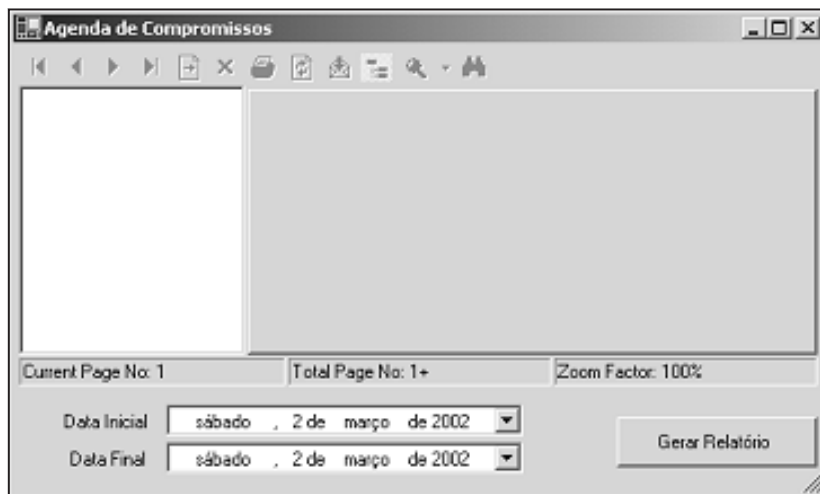 Agenda de Compromissos
Current Page No: 1
Total Page No: 1+
Zoom Factor: 100%
Data Inicial
sábado , 2 de março de 2002
Data Final
sábado , 2 de março de 2002
Gerar Relatório